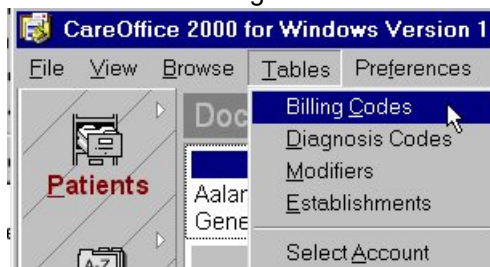 CareOffice 2000 for Windows Version 1
File View Browse Tables Preferences
Billing Codes
Diagnosis Codes
Modifiers
Establishments
Select Account
Doc
Patients
Aalar
Gene
A-Z